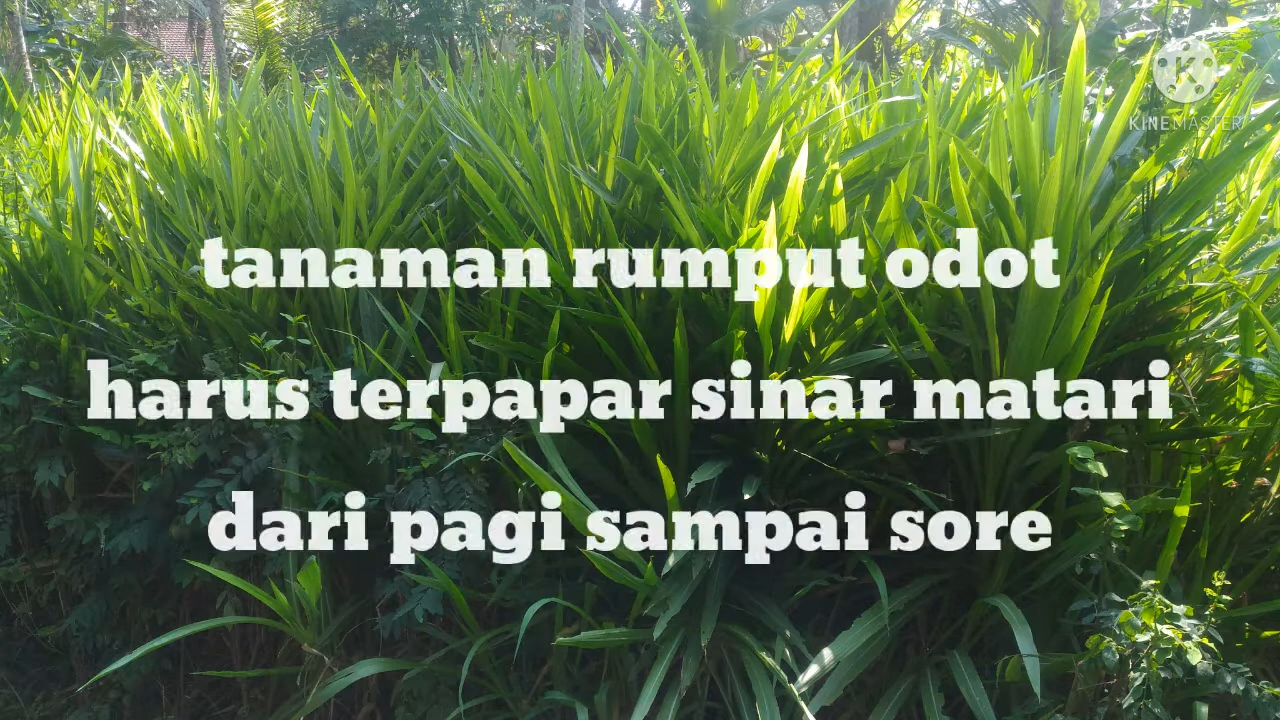 K
KINEMASTER
tanaman rumput odot
harus terpapar sinar matari
dari pagi sampai sore